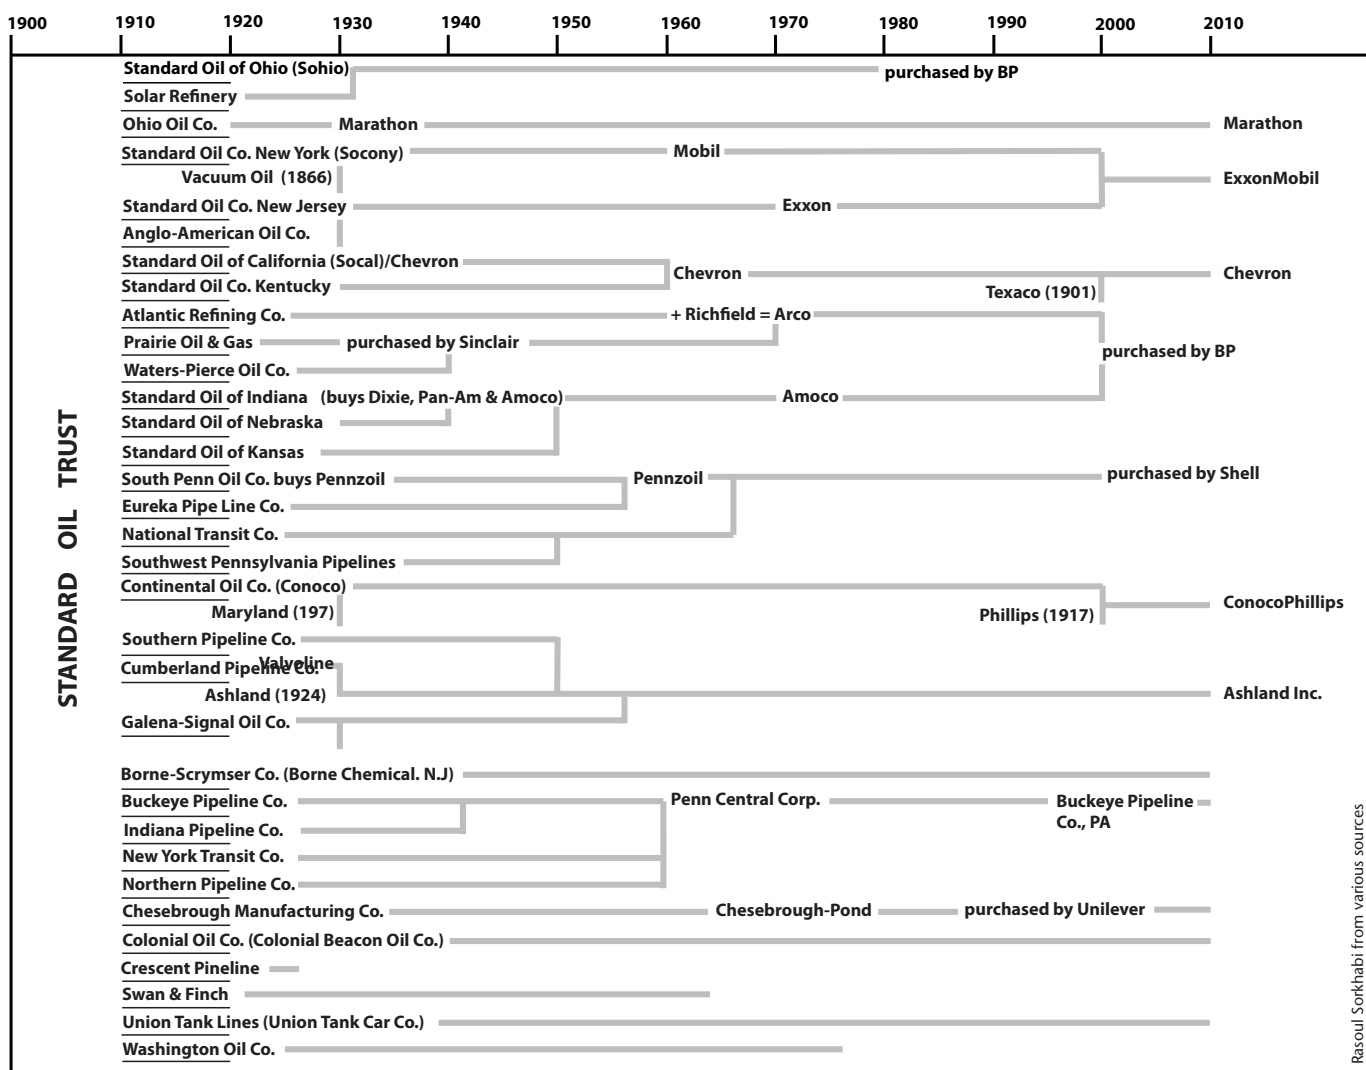 1900 1910 1920 1930 1940 1950 1960 1970 1980 1990 2000 2010
Standard Oil of Ohio (Sohio) purchased by BP
Solar Refinery
Ohio Oil Co. Marathon Marathon
Standard Oil Co. New York (Socony) Mobil
Vacuum Oil (1866) ExxonMobil
Standard Oil Co. New Jersey Exxon
Anglo-American Oil Co.
Standard Oil of California (Socal)/Chevron
Chevron Chevron
Standard Oil Co. Kentucky Texaco (1901)
Atlantic Refining Co. + Richfield = Arco
Prairie Oil & Gas purchased by Sinclair
purchased by BP
Waters-Pierce Oil Co.
Standard Oil of Indiana (buys Dixie, Pan-Am & Amoco) Amoco
Standard Oil of Nebraska
Standard Oil of Kansas
South Penn Oil Co. buys Pennzoil Pennzoil purchased by Shell
Eureka Pipe Line Co.
National Transit Co.
Southwest Pennsylvania Pipelines
Continental Oil Co. (Conoco)
ConocoPhillips
Maryland (197) Phillips (1917)
Southern Pipeline Co.
Valvoline
Cumberland Pipeline Co.
Ashland (1924) Ashland Inc.
Galena-Signal Oil Co.
Borne-Scrymser Co. (Borne Chemical. N.J)
Buckeye Pipeline Co. Penn Central Corp. Buckeye Pipeline
Co., PA
Indiana Pipeline Co.
New York Transit Co.
Northern Pipeline Co.
Chesebrough Manufacturing Co. Chesebrough-Pond purchased by Unilever
Colonial Oil Co. (Colonial Beacon Oil Co.)
Crescent Pineline
Swan & Finch
Union Tank Lines (Union Tank Car Co.)
Washington Oil Co.
STANDARD OIL TRUST
Rasoul Sorkhabi from various sources